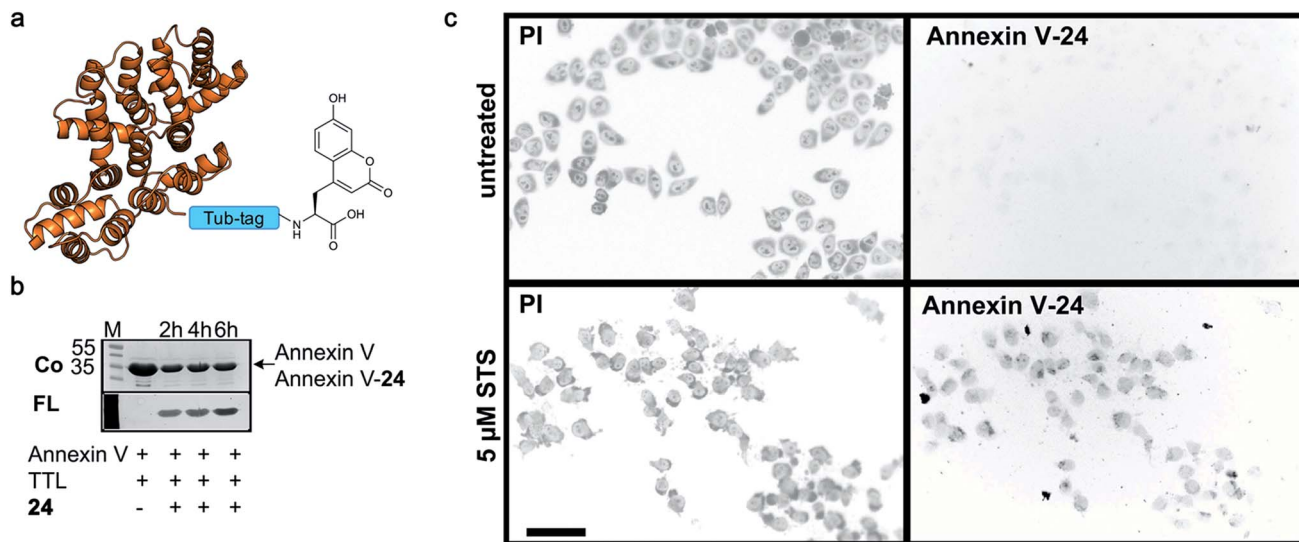 a
OH
O
O
Tub-tag
N
H
OH
O
b
M 2h 4h 6h
55
35
Co
Annexin V
Annexin V-24
FL
Annexin V + + + +
TTL + + + +
24 - + + +
c
untreated
PI
Annexin V-24
5 µM STS
PI
Annexin V-24